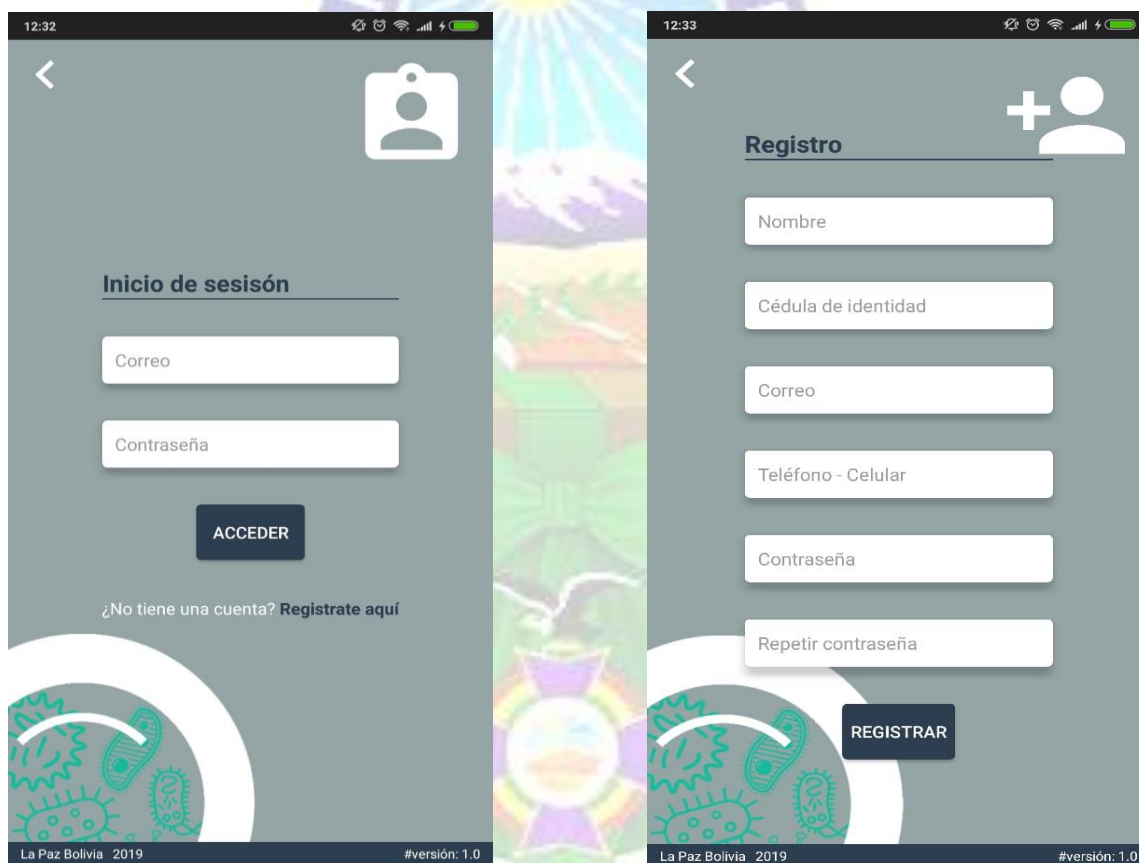 12:32
Inicio de sesisón
Correo
Contraseña
ACCEDER
¿No tiene una cuenta? Registrate aquí
La Paz Bolivia 2019
#versión: 1.0
12:33
Registro
Nombre
Cédula de identidad
Correo
Teléfono - Celular
Contraseña
Repetir contraseña
REGISTRAR
La Paz Bolivia 2019
#versión: 1.0